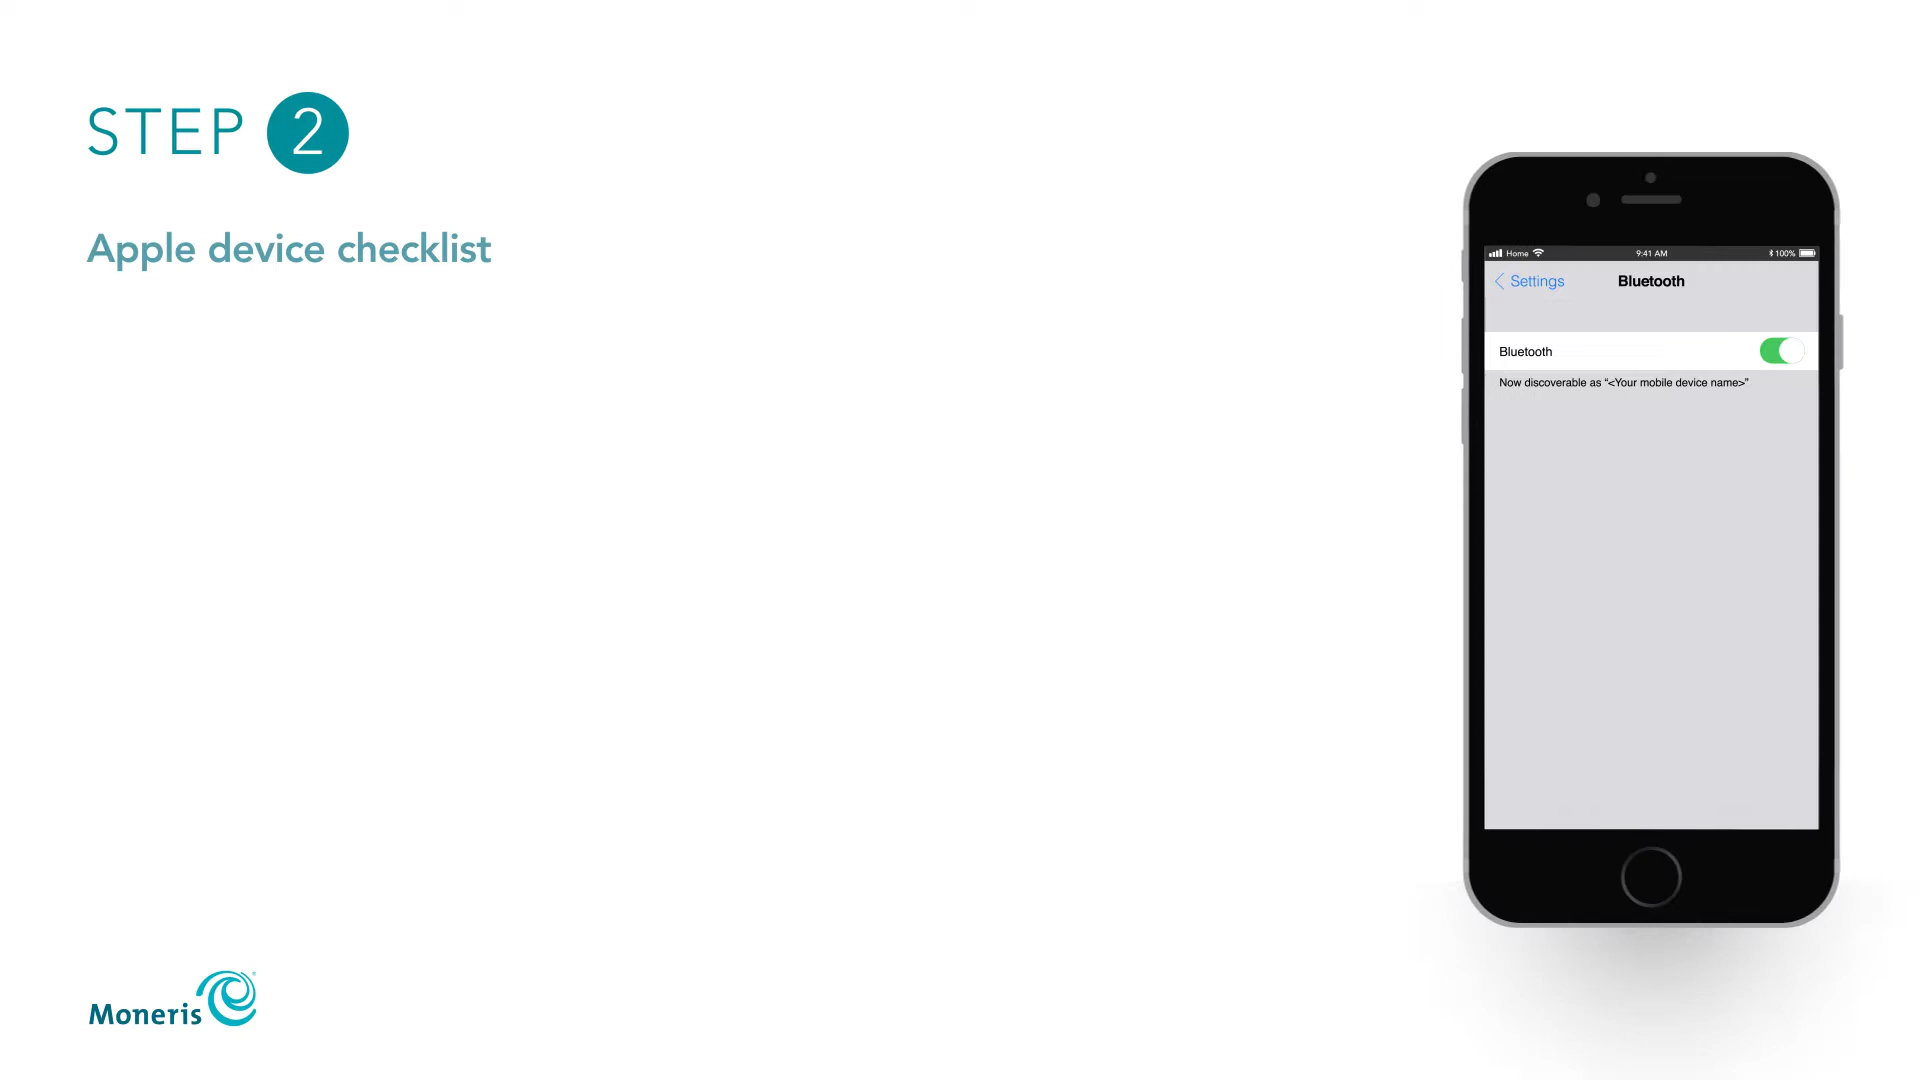 STEP 2
Apple device checklist
Home 9:41 AM 100%
Settings Bluetooth
Bluetooth
Now discoverable as “<Your mobile device name>”
Moneris